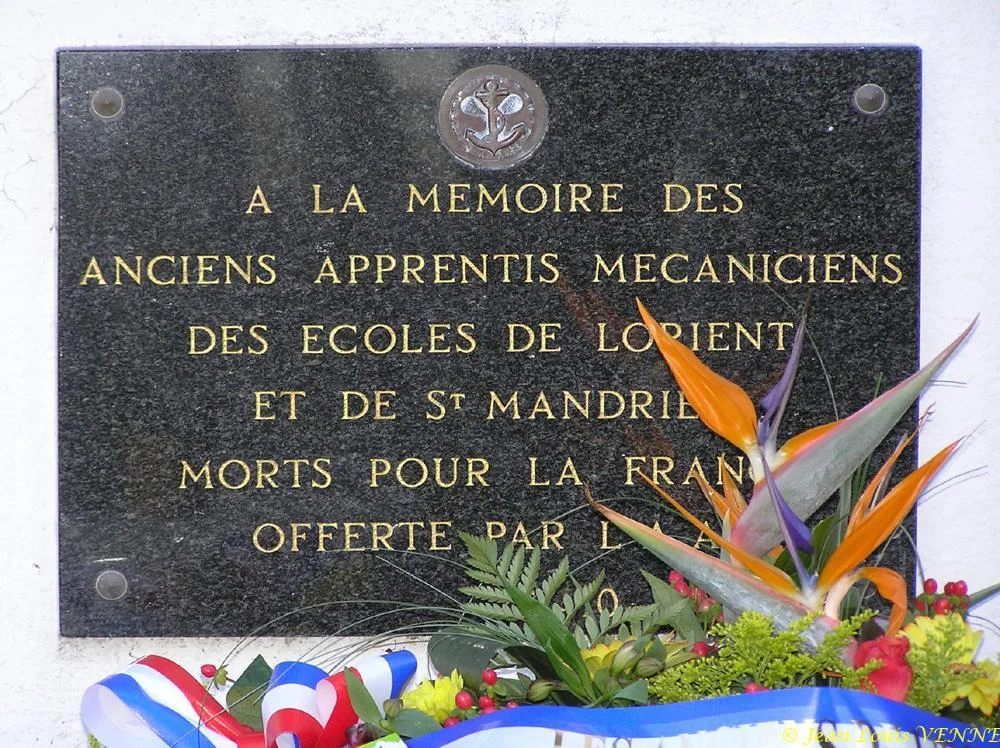 A LA MEMOIRE DES
ANCIENS APPRENTIS MECANICIENS
DES ECOLES DE LORIENT
ET DE ST MANDRIE
MORTS POUR LA FRANC
OFFERTE PAR L A A
© Jean Louis VENNE